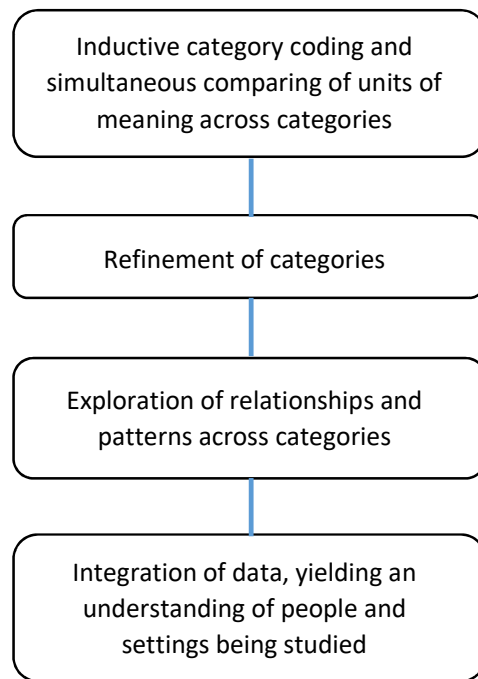 Inductive category coding and
simultaneous comparing of units of
meaning across categories
Refinement of categories
Exploration of relationships and
patterns across categories
Integration of data, yielding an
understanding of people and
settings being studied